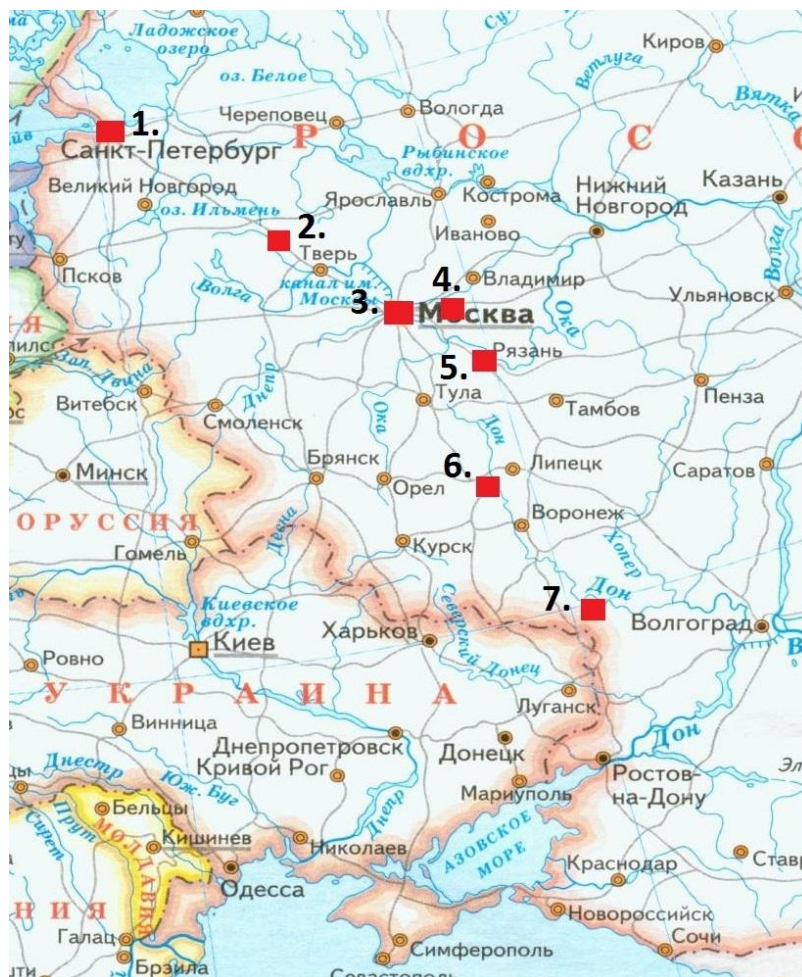 Ладожское
озеро
оз. Белое
Киров
Ветлуга
Вятка
Вологда
Череповец
1.
Р О С
Санкт-Петербург
Рыбинское
вдхр.
Великий Новгород
Ярославль
Кострома
Нижний
Новгород
Казань
оз. Ильмень
2.
Иваново
Тверь
Псков
канал им.
Москвы
Волга
Волга
Владимир
4.
3.
Москва
Ока
Ульяновск
5.
Рязань
Зап. Двина
Витебск
Днепр
Смоленск
Тула
Тамбов
Пенза
Ока
Дон
Минск
Брянск
6.
Липецк
Саратов
Орел
ОРУССИЯ
Десна
Воронеж
Гомель
Курск
Хопер
Киевское
вдхр.
Северский Донец
7.
Дон
Харьков
Волгоград
Киев
Ровно
УКРАИНА
Луганск
Винница
Днепропетровск
Донецк
Дон
Днестр
Кривой Рог
Юж. Буг
Мариуполь
Ростов-
на-Дону
Бельцы
Днепр
Прут
Сирет
МОЛДАВИЯ
Кишинев
Николаев
АЗОВСКОЕ
МОРЕ
Одесса
Краснодар
Став
НИЯ
Новороссийск
Галац
Симферополь
Сочи
Брэила
Севастополь